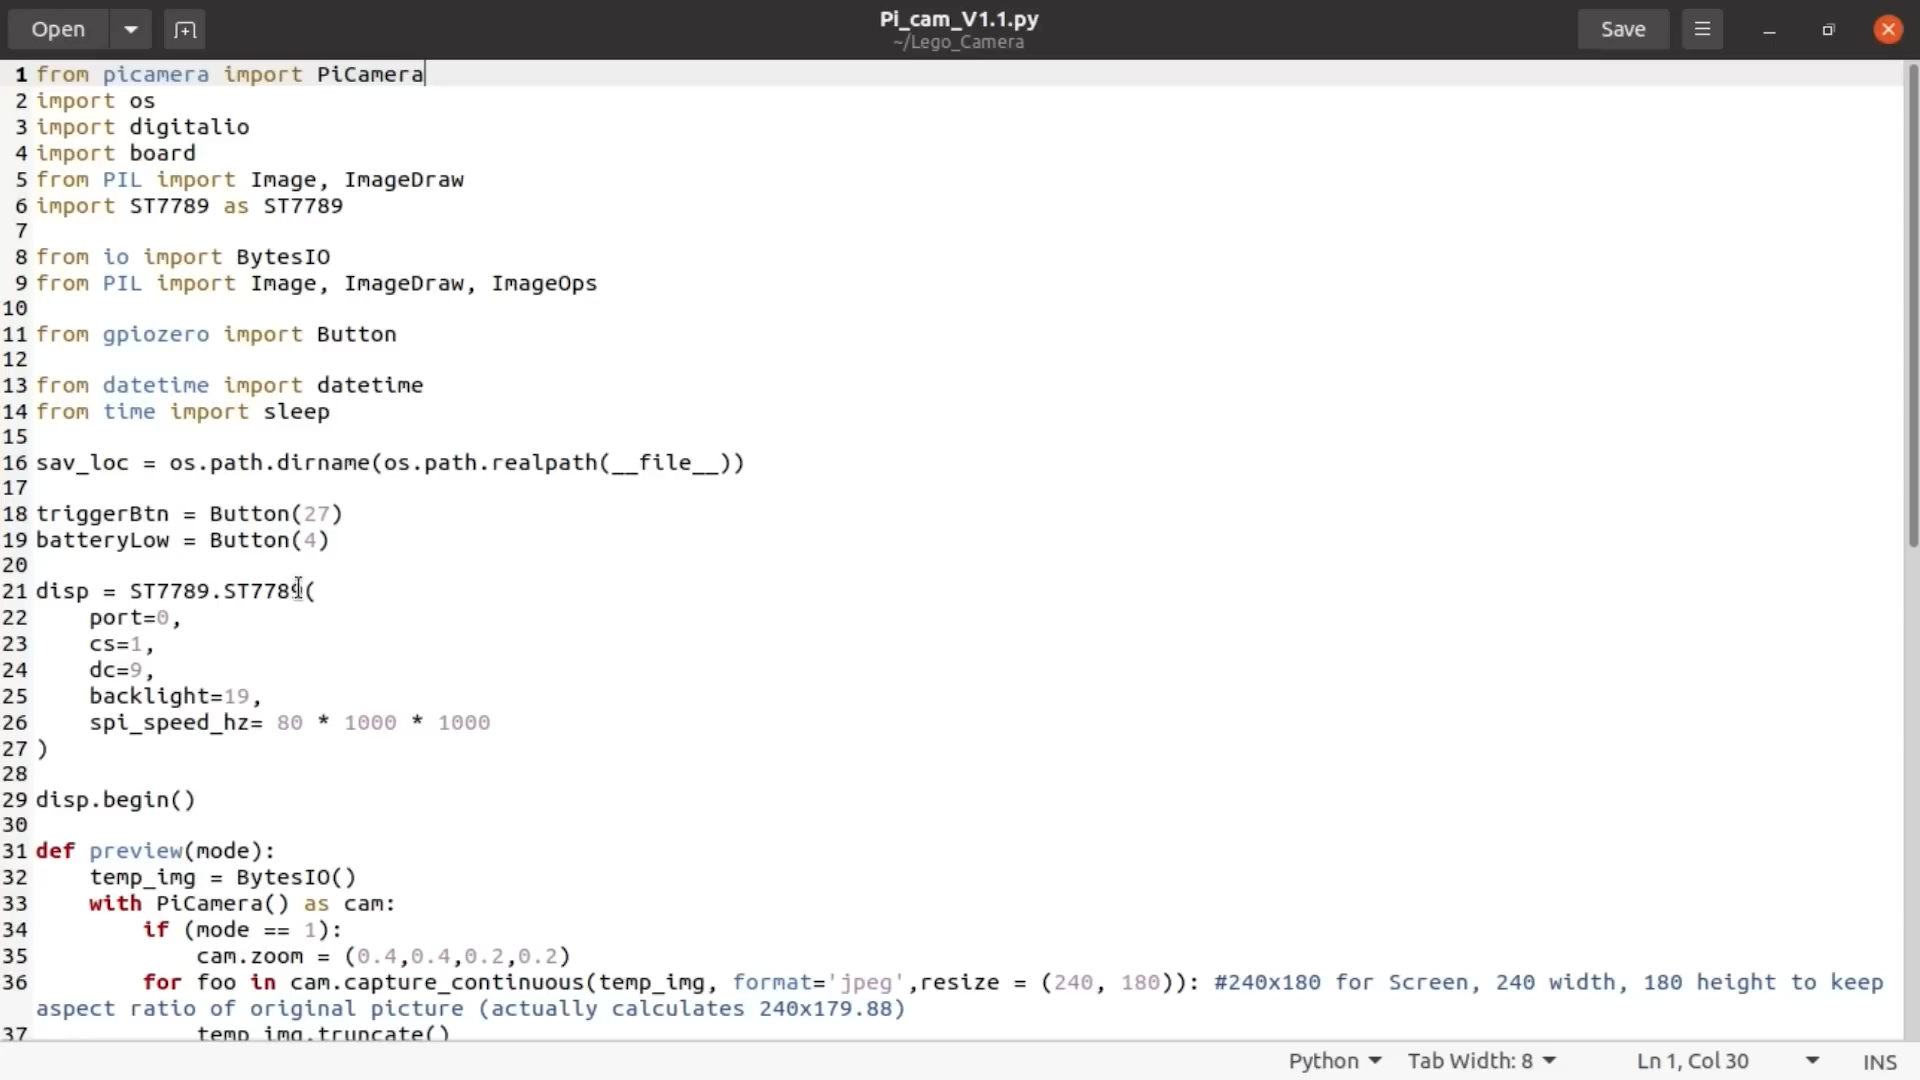 Open
Pi_cam_V1.1.py
~/Lego_Camera
Save
1 from picamera import PiCamera
2 import os
3 import digitalio
4 import board
5 from PIL import Image, ImageDraw
6 import ST7789 as ST7789
7
8 from io import BytesIO
9 from PIL import Image, ImageDraw, ImageOps
10
11 from gpiozero import Button
12
13 from datetime import datetime
14 from time import sleep
15
16 sav_loc = os.path.dirname(os.path.realpath(__file__))
17
18 triggerBtn = Button(27)
19 batteryLow = Button(4)
20
21 disp = ST7789.ST7789(
22     port=0,
23     cs=1,
24     dc=9,
25     backlight=19,
26     spi_speed_hz= 80 * 1000 * 1000
27 )
28
29 disp.begin()
30
31 def preview(mode):
32     temp_img = BytesIO()
33     with PiCamera() as cam:
34         if (mode == 1):
35             cam.zoom = (0.4,0.4,0.2,0.2)
36         for foo in cam.capture_continuous(temp_img, format='jpeg',resize = (240, 180)): #240x180 for Screen, 240 width, 180 height to keep
aspect ratio of original picture (actually calculates 240x179.88)
37             temp_img.truncate()
Python
Tab Width: 8
Ln 1, Col 30
INS